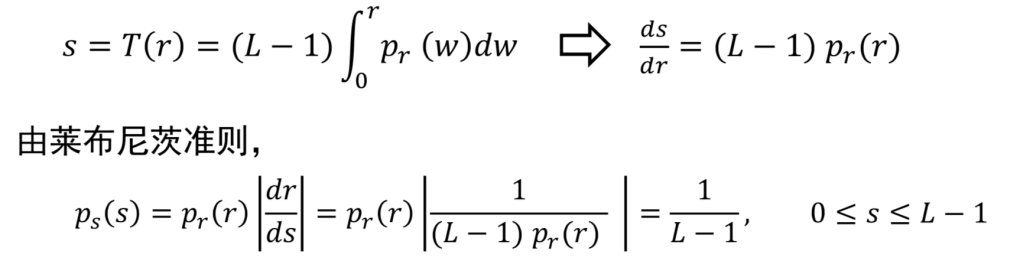 s = T(r) = (L − 1) ∫₀ʳ pᵣ (w)dw ⇨ ds/dr = (L − 1) pᵣ(r)
由莱布尼茨准则，
pₛ(s) = pᵣ(r) |dr/ds| = pᵣ(r) |1/((L − 1) pᵣ(r))| = 1/(L − 1), 0 ≤ s ≤ L − 1